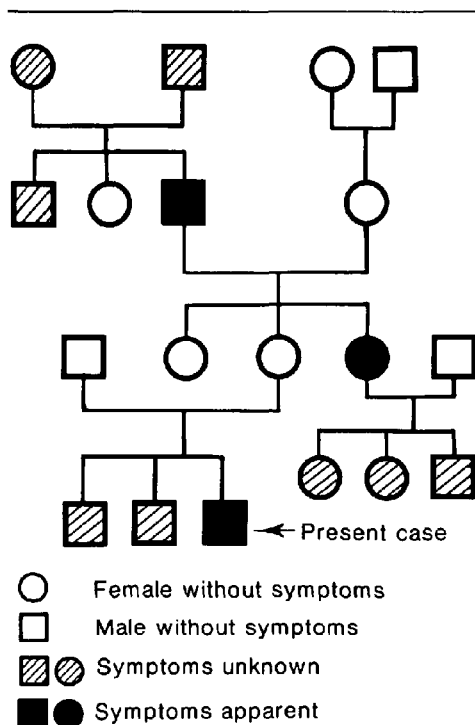 Present case
Female without symptoms
Male without symptoms
Symptoms unknown
Symptoms apparent